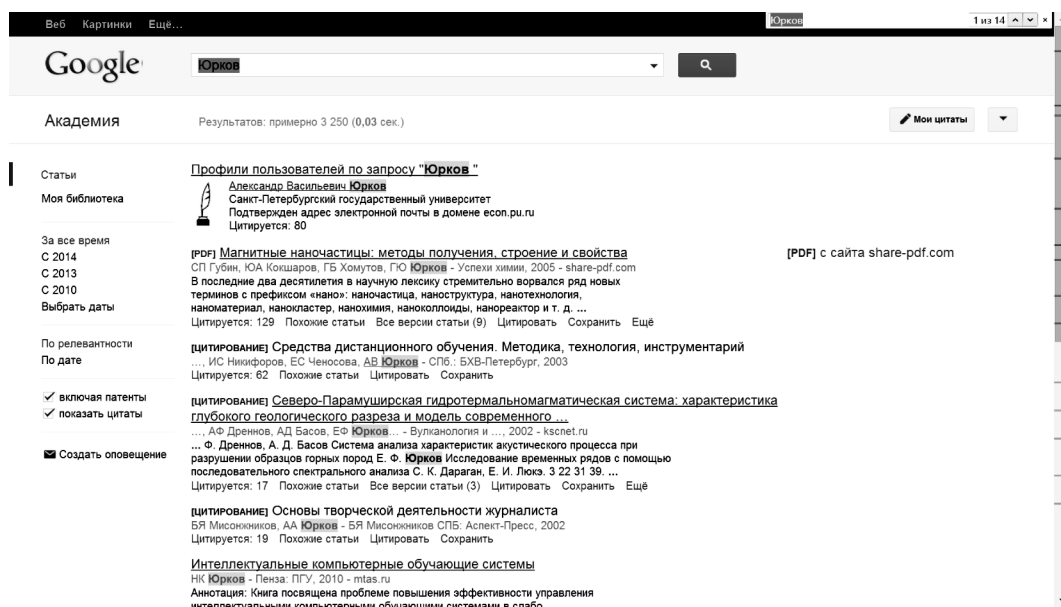 Веб Картинки Ещё...
Юрков 1 из 14
Google
Юрков
Академия
Результатов: примерно 3 250 (0,03 сек.)
Мои цитаты
Статьи
Моя библиотека
За все время
С 2014
С 2013
С 2010
Выбрать даты
По релевантности
По дате
включая патенты
показать цитаты
Создать оповещение
Профили пользователей по запросу "Юрков "
Александр Васильевич Юрков
Санкт-Петербургский государственный университет
Подтвержден адрес электронной почты в домене econ.pu.ru
Цитируется: 80
[PDF] Магнитные наночастицы: методы получения, строение и свойства
СП Губин, ЮА Кокшаров, ГБ Хомутов, ГЮ Юрков - Успехи химии, 2005 - share-pdf.com
В последние два десятилетия в научную лексику стремительно ворвался ряд новых
терминов с префиксом «нано»: наночастица, наноструктура, нанотехнология,
наноматериал, нанокластер, нанохимия, наноколлоиды, нанореактор и т. д. ...
Цитируется: 129 Похожие статьи Все версии статьи (9) Цитировать Сохранить Ещё
[PDF] с сайта share-pdf.com
[ЦИТИРОВАНИЕ] Средства дистанционного обучения. Методика, технология, инструментарий
..., ИС Никифоров, ЕС Ченосова, АВ Юрков - СПб.: БХВ-Петербург, 2003
Цитируется: 62 Похожие статьи Цитировать Сохранить
[ЦИТИРОВАНИЕ] Северо-Парамуширская гидротермальномагматическая система: характеристика
глубокого геологического разреза и модель современного ...
..., АФ Дреннов, АД Басов, ЕФ Юрков... - Вулканология и ..., 2002 - kscnet.ru
... Ф. Дреннов, А. Д. Басов Система анализа характеристик акустического процесса при
разрушении образцов горных пород Е. Ф. Юрков Исследование временных рядов с помощью
последовательного спектрального анализа С. К. Дараган, Е. И. Люкэ. 3 22 31 39. ...
Цитируется: 17 Похожие статьи Все версии статьи (3) Цитировать Сохранить Ещё
[ЦИТИРОВАНИЕ] Основы творческой деятельности журналиста
БЯ Мисонжников, АА Юрков - БЯ Мисонжников СПБ: Аспект-Пресс, 2002
Цитируется: 19 Похожие статьи Цитировать Сохранить
Интеллектуальные компьютерные обучающие системы
НК Юрков - Пенза: ПГУ, 2010 - mtas.ru
Аннотация: Книга посвящена проблеме повышения эффективности управления
интеллектуальными компьютерными обучающими системами в слабо